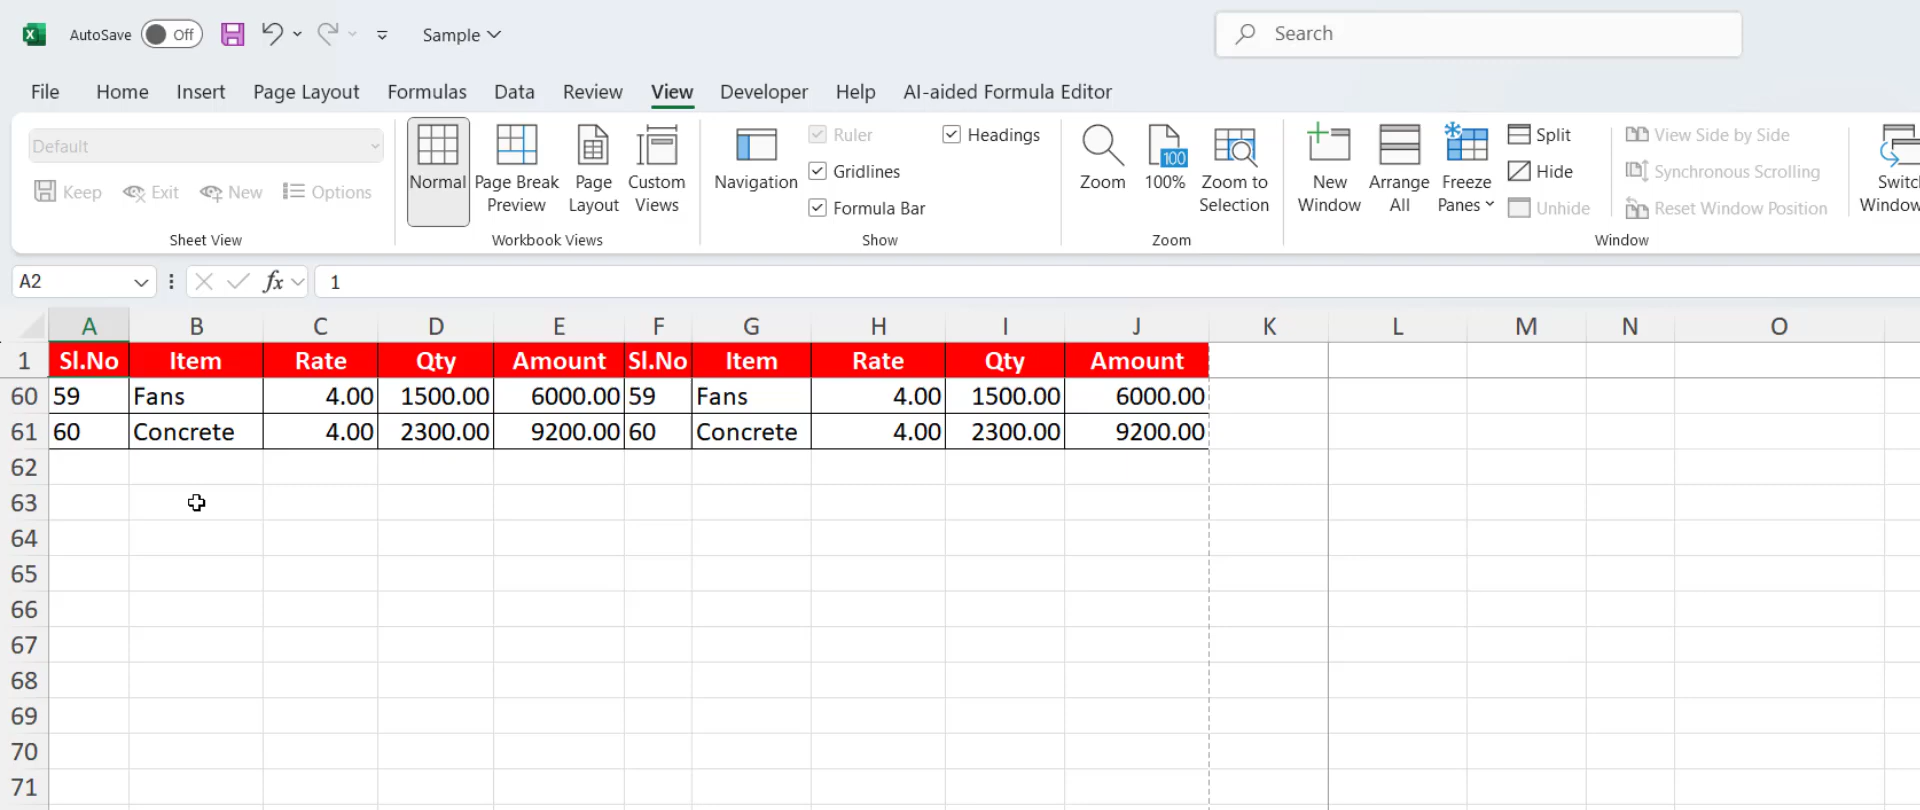 AutoSave Off Sample Search
File Home Insert Page Layout Formulas Data Review View Developer Help AI-aided Formula Editor
Default
Keep Exit New Options
Sheet View
Normal Page Break Preview Page Layout Custom Views
Workbook Views
Navigation
Ruler Headings
Gridlines
Formula Bar
Show
Zoom 100 100% Zoom to Selection
Zoom
New Window Arrange All Freeze Panes
Split
Hide
Unhide
View Side by Side
Synchronous Scrolling
Reset Window Position
Window
A2 fx 1
A B C D E F G H I J K L M N O
1 Sl.No Item Rate Qty Amount Sl.No Item Rate Qty Amount
60 59 Fans 4.00 1500.00 6000.00 59 Fans 4.00 1500.00 6000.00
61 60 Concrete 4.00 2300.00 9200.00 60 Concrete 4.00 2300.00 9200.00
62
63
64
65
66
67
68
69
70
71